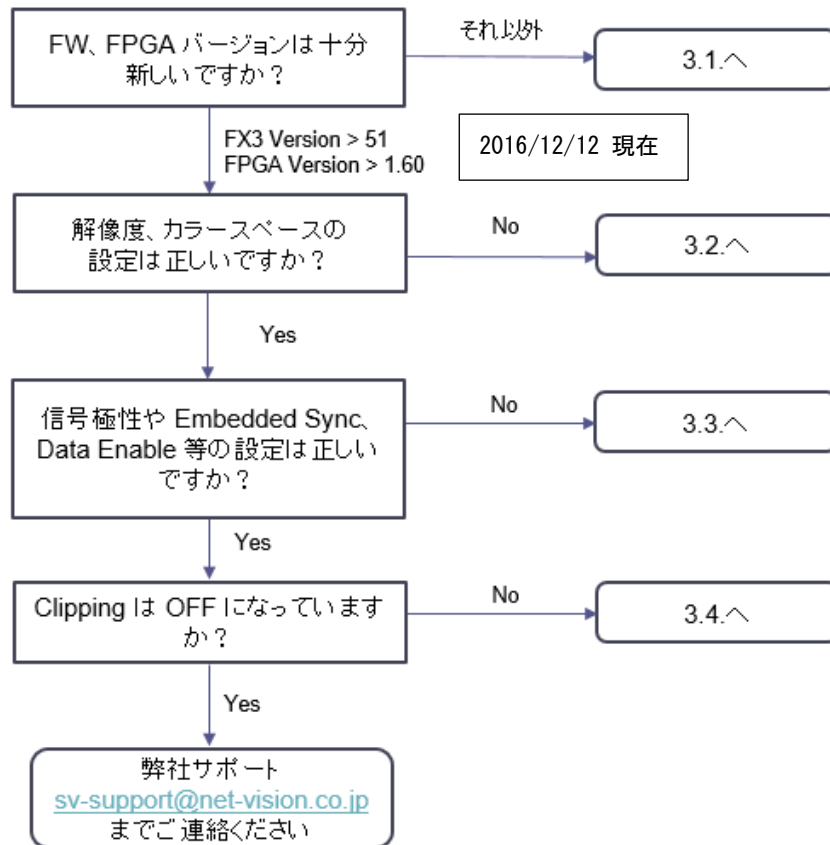 FW、FPGA バージョンは十分
新しいですか？
それ以外
3.1.へ
FX3 Version > 51
FPGA Version > 1.60
2016/12/12 現在
解像度、カラースペースの
設定は正しいですか？
No
3.2.へ
Yes
信号極性や Embedded Sync、
Data Enable 等の設定は正しい
ですか？
No
3.3.へ
Yes
Clipping は OFF になっています
か？
No
3.4.へ
Yes
弊社サポート
sv-support@net-vision.co.jp
までご連絡ください